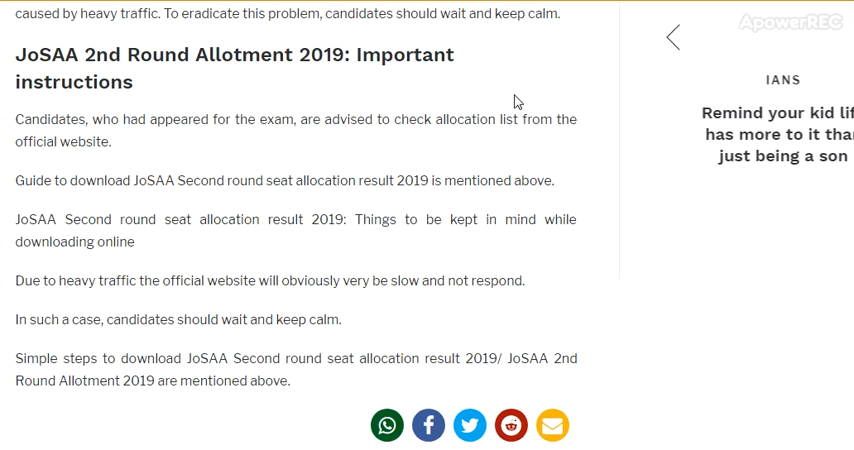 caused by heavy traffic. To eradicate this problem, candidates should wait and keep calm.
JoSAA 2nd Round Allotment 2019: Important
instructions
Candidates, who had appeared for the exam, are advised to check allocation list from the
official website.
Guide to download JoSAA Second round seat allocation result 2019 is mentioned above.
JoSAA Second round seat allocation result 2019: Things to be kept in mind while
downloading online
Due to heavy traffic the official website will obviously very be slow and not respond.
In such a case, candidates should wait and keep calm.
Simple steps to download JoSAA Second round seat allocation result 2019/ JoSAA 2nd
Round Allotment 2019 are mentioned above.
ApowerREC
IANS
Remind your kid lif
has more to it tha
just being a son